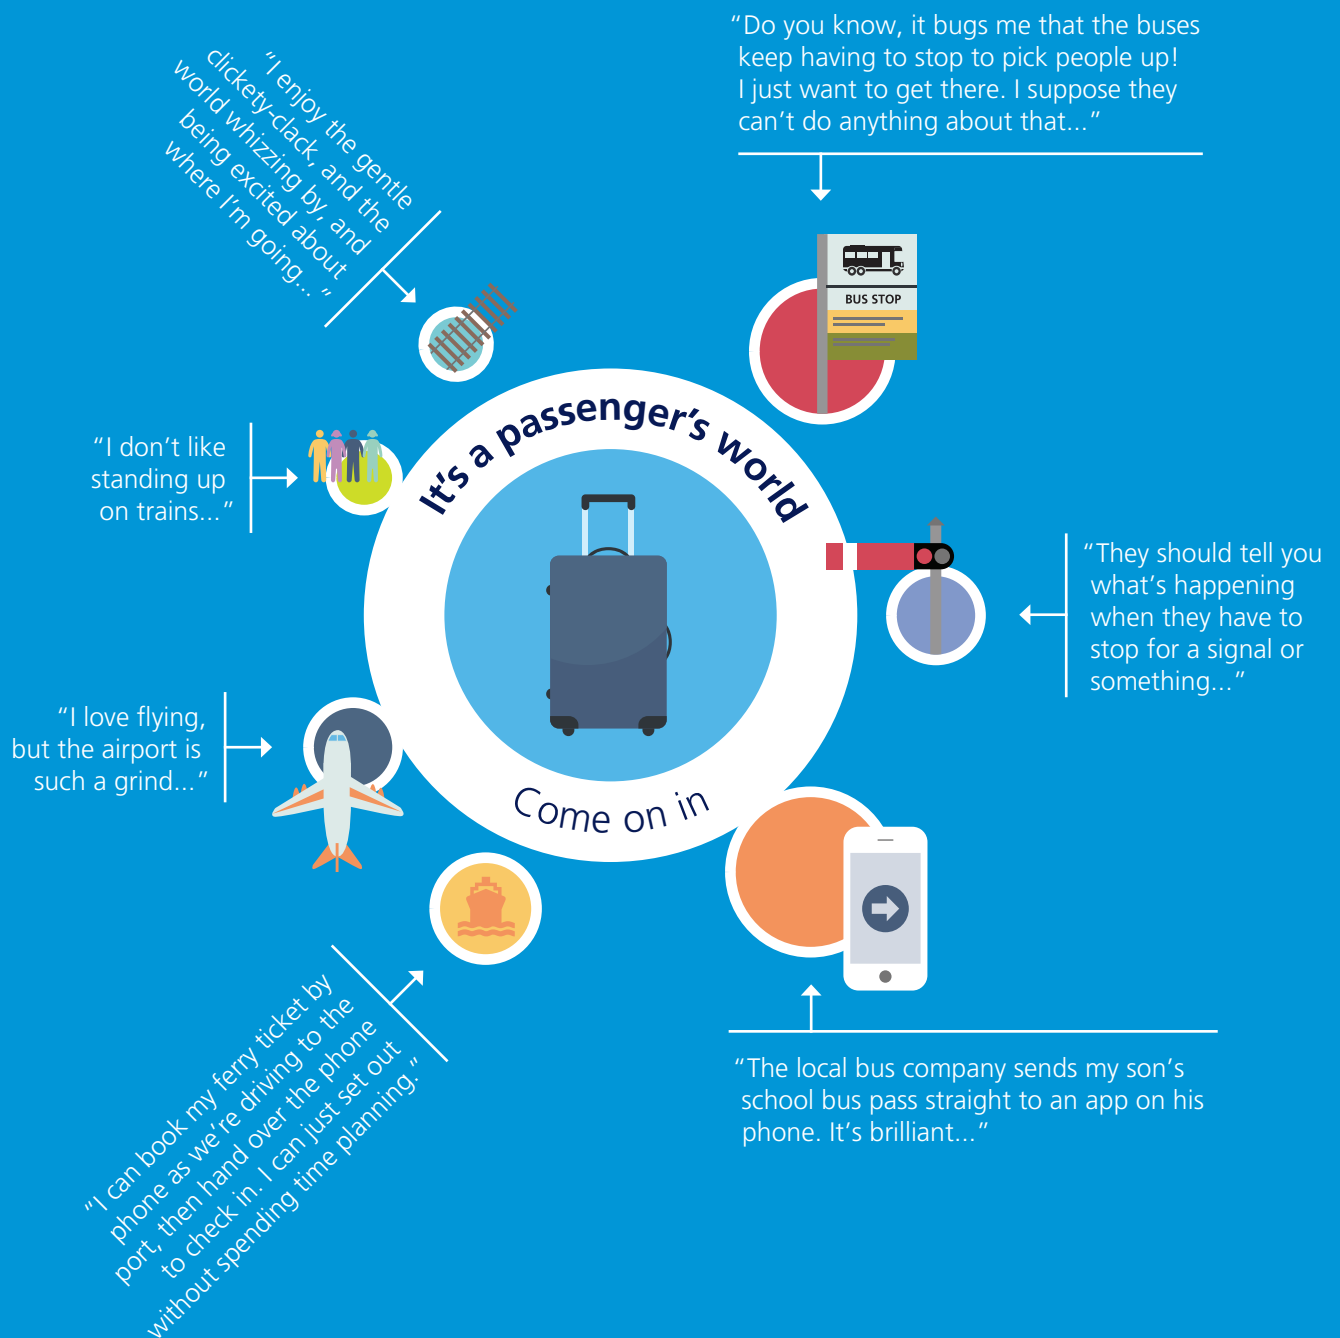 “Do you know, it bugs me that the buses
keep having to stop to pick people up!
I just want to get there. I suppose they
can’t do anything about that...”
“I enjoy the gentle
clickety-clack, and the
world whizzing by, and
being excited about
where I’m going... ”
BUS STOP
It’s a passenger’s world
“I don’t like
standing up
on trains...”
“They should tell you
what’s happening
when they have to
stop for a signal or
something...”
“I love flying,
but the airport is
such a grind...”
Come on in
“I can book my ferry ticket by
phone as we’re driving to the
port, then hand over the phone
to check in. I can just set out
without spending time planning.”
“The local bus company sends my son’s
school bus pass straight to an app on his
phone. It’s brilliant...”